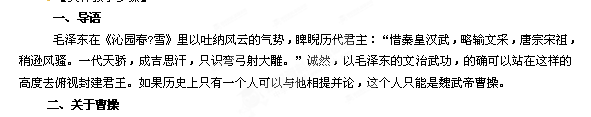 一、导语
毛泽东在《沁园春?雪》里以吐纳风云的气势，睥睨历代君主：“惜秦皇汉武，略输文采，唐宗宋祖，
稍逊风骚。一代天骄，成吉思汗，只识弯弓射大雕。”诚然，以毛泽东的文治武功，的确可以站在这样的
高度去俯视封建君王。如果历史上只有一个人可以与他相提并论，这个人只能是魏武帝曹操。
二、关于曹操